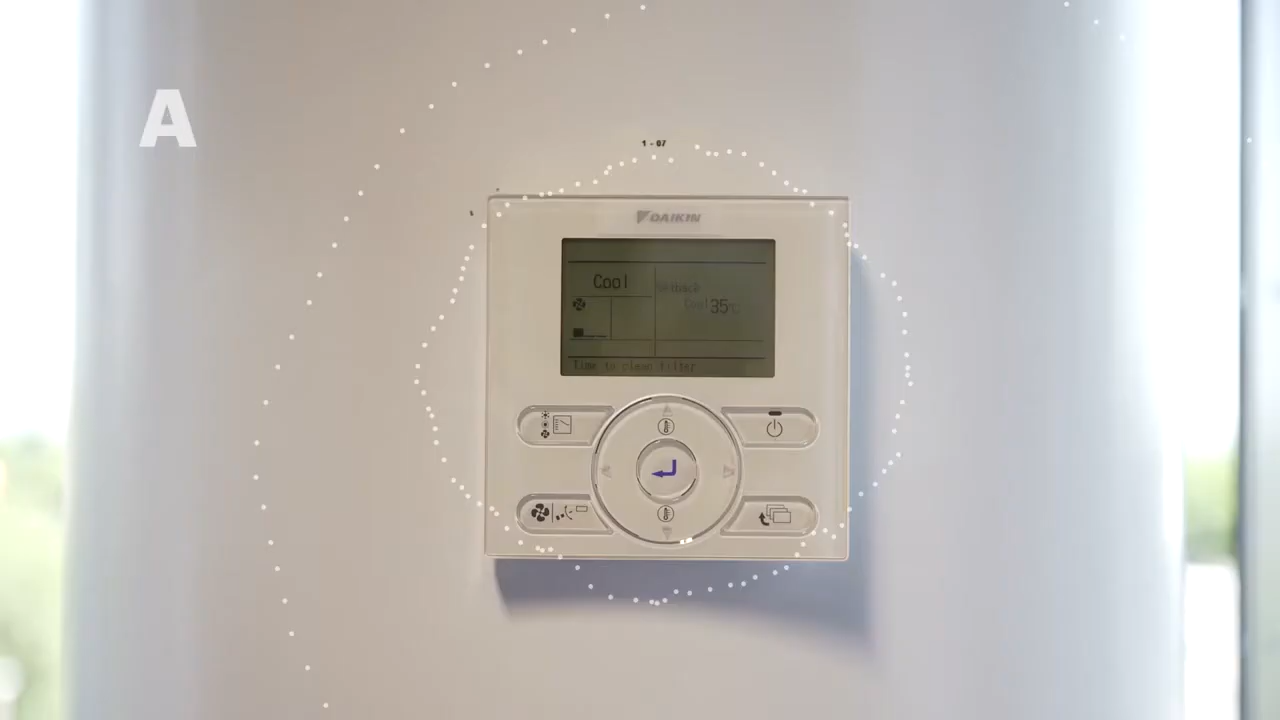 A
1 - 07
DAIKIN
Cool
Setback
Cool 35°C
Time to clean filter